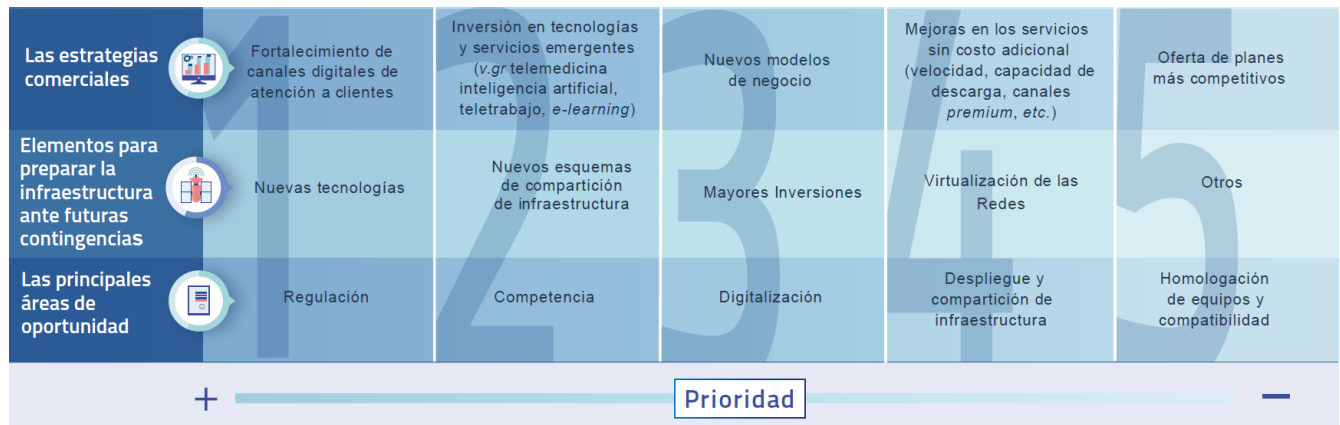 Las estrategias
comerciales
Fortalecimiento de
canales digitales de
atención a clientes
Inversión en tecnologías
y servicios emergentes
(v.gr telemedicina
inteligencia artificial,
teletrabajo, e-learning)
Nuevos modelos
de negocio
Mejoras en los servicios
sin costo adicional
(velocidad, capacidad de
descarga, canales
premium, etc.)
Oferta de planes
más competitivos
Elementos para
preparar la
infraestructura
ante futuras
contingencias
Nuevas tecnologías
Nuevos esquemas
de compartición
de infraestructura
Mayores Inversiones
Virtualización de las
Redes
Otros
Las principales
áreas de
oportunidad
Regulación
Competencia
Digitalización
Despliegue y
compartición de
infraestructura
Homologación
de equipos y
compatibilidad
1 2 3 4 5
+ Prioridad −